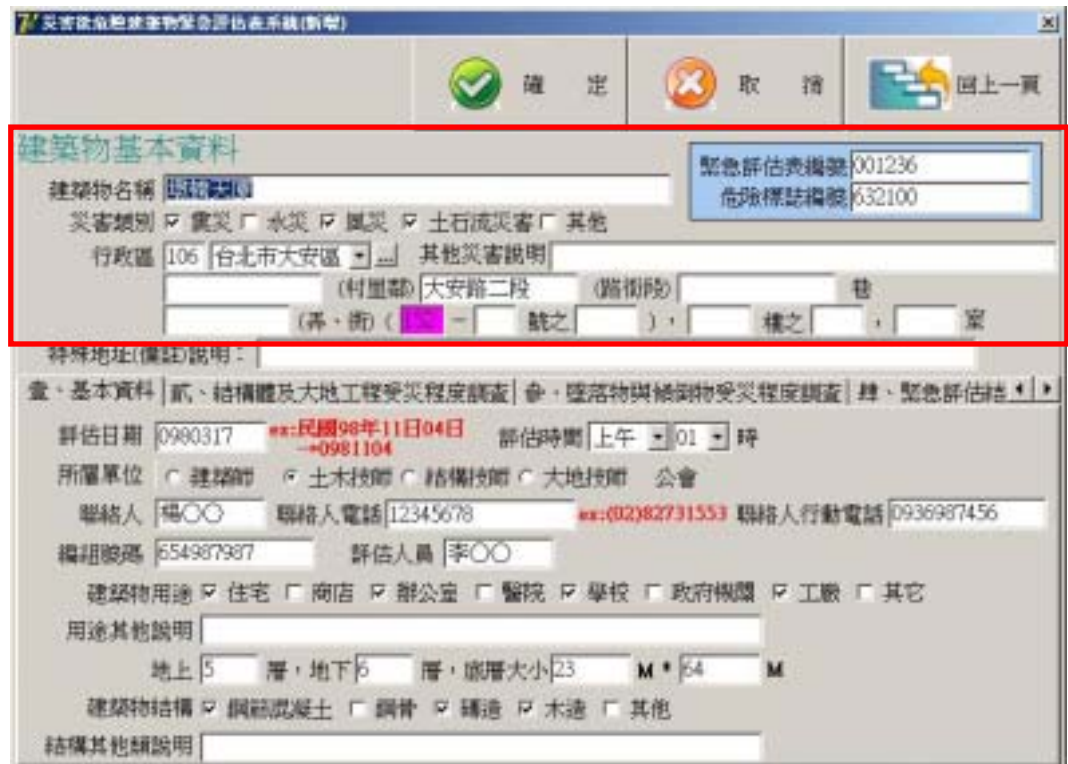 災害後危險建築物緊急評估表系統(新增)
確 定 取 消 回上一頁
建築物基本資料
緊急評估表編號 001236
建築物名稱
危險標誌編號 632100
災害類別 震災 水災 風災 土石流災害 其他
行政區 106 台北市大安區 ... 其他災害說明
(村里鄰) 大安路二段 (路街段) 巷
(弄、衖) ( - 號之 ) , 樓之 , 室
特殊地址(備註)說明:
壹、基本資料 貳、結構體及大地工程受災程度調查 參、墜落物與傾倒物受災程度調查 肆、緊急評估結
評估日期 0980317 ex:民國98年11日04日 →0981104 評估時間 上午 01 時
所屬單位 建築師 土木技師 結構技師 大地技師 公會
聯絡人 楊○○ 聯絡人電話 12345678 ex:(02)82731553 聯絡人行動電話 0936987456
編組號碼 654987987 評估人員 李○○
建築物用途 住宅 商店 辦公室 醫院 學校 政府機關 工廠 其它
用途其他說明
地上 5 層,地下 6 層,底層大小 23 M * 64 M
建築物結構 鋼筋混凝土 鋼骨 磚造 木造 其他
結構其他類說明